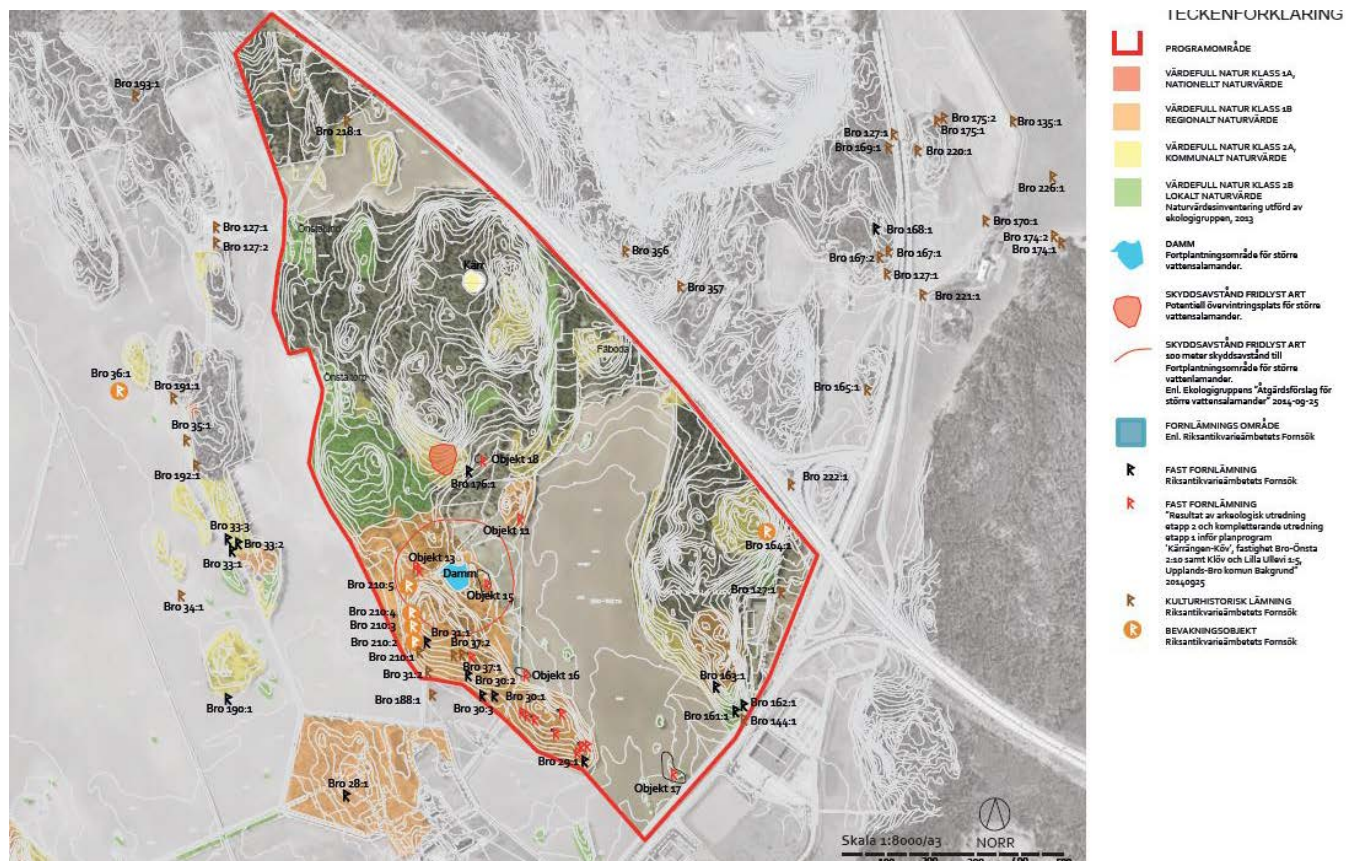 TECKENFÖRKLARING
PROGRAMOMRÅDE
VÄRDEFULL NATUR KLASS 1A,
NATIONELLT NATURVÄRDE
VÄRDEFULL NATUR KLASS 1B
REGIONALT NATURVÄRDE
VÄRDEFULL NATUR KLASS 2A,
KOMMUNALT NATURVÄRDE
VÄRDEFULL NATUR KLASS 2B
LOKALT NATURVÄRDE
Naturvärdesinventering utförd av
ekologigruppen, 2013
DAMM
Fortplantningsområde för större
vattensalamander.
SKYDDSAVSTÅND FRIDLYST ART
Potentiell övervintringsplats för större
vattensalamander.
SKYDDSAVSTÅND FRIDLYST ART
100 meter skyddsavstånd till
Fortplantningsområde för större
vattenlamander.
Enl. Ekologigruppens "Åtgärdsförslag för
större vattensalamander" 2014-09-25
FORNLÄMNINGS OMRÅDE
Enl. Riksantikvarieämbetets Fornsök
FAST FORNLÄMNING
Riksantikvarieämbetets Fornsök
FAST FORNLÄMNING
"Resultat av arkeologisk utredning
etapp 2 och kompletterande utredning
etapp 1 inför planprogram
'Kärrängen-Klöv', fastighet Bro-Önsta
2:10 samt Klöv och Lilla Ullevi 1:5,
Upplands-Bro komun Bakgrund"
20140925
KULTURHISTORISK LÄMNING
Riksantikvarieämbetets Fornsök
BEVAKNINGSOBJEKT
Riksantikvarieämbetets Fornsök
Bro 193:1
Bro 218:1
Bro 175:2
Bro 175:1
Bro 135:1
Bro 127:1
Bro 169:1
Bro 220:1
Bro 226:1
Bro 127:1
Bro 127:2
Önstatorp
Bro 170:1
Bro 168:1
Bro 174:2
Bro 174:1
Bro 356
Bro 167:2
Bro 167:1
Bro 127:1
Kärr
Bro 357
Bro 221:1
Fäboda
Bro 36:1
Bro 191:1
Önstatorp
Bro 165:1
Bro 35:1
Bro 192:1
Objekt 18
Bro 176:1
Bro 222:1
Objekt 11
Bro 33:3
Bro 33:2
Bro 33:1
Bro 164:1
Objekt 13
Damm
Bro 210:5
Objekt 15
Bro 127:1
Bro 34:1
Bro 210:4
Bro 210:3
Bro 210:2
Bro 31:1
Bro 37:2
Bro 210:1
Bro 37:1
Bro 31:2
Bro 30:2
Objekt 16
Bro 163:1
Bro 188:1
Bro 30:3
Bro 30:1
Bro 190:1
Bro 161:1
Bro 162:1
Bro 144:1
Bro 29:1
Objekt 17
Bro 28:1
Skala 1:8000/a3
NORR